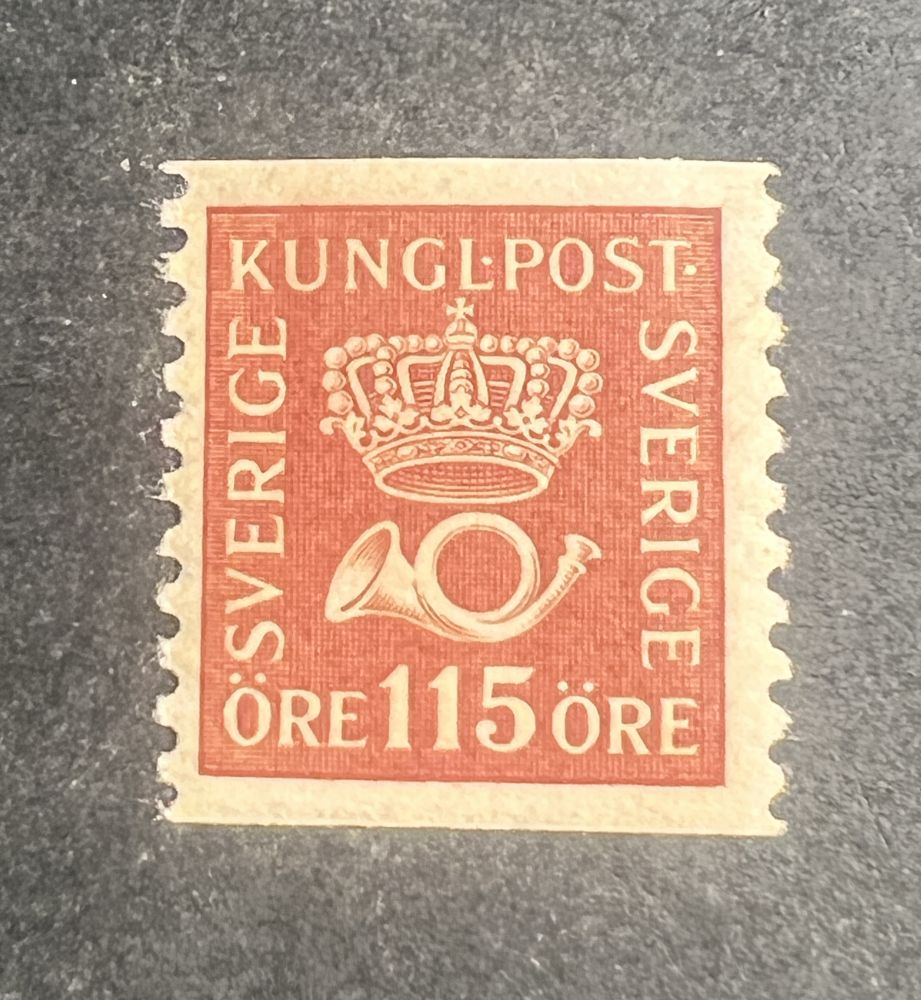 KUNGL·POST·
SVERIGE
SVERIGE
ÖRE 115 ÖRE